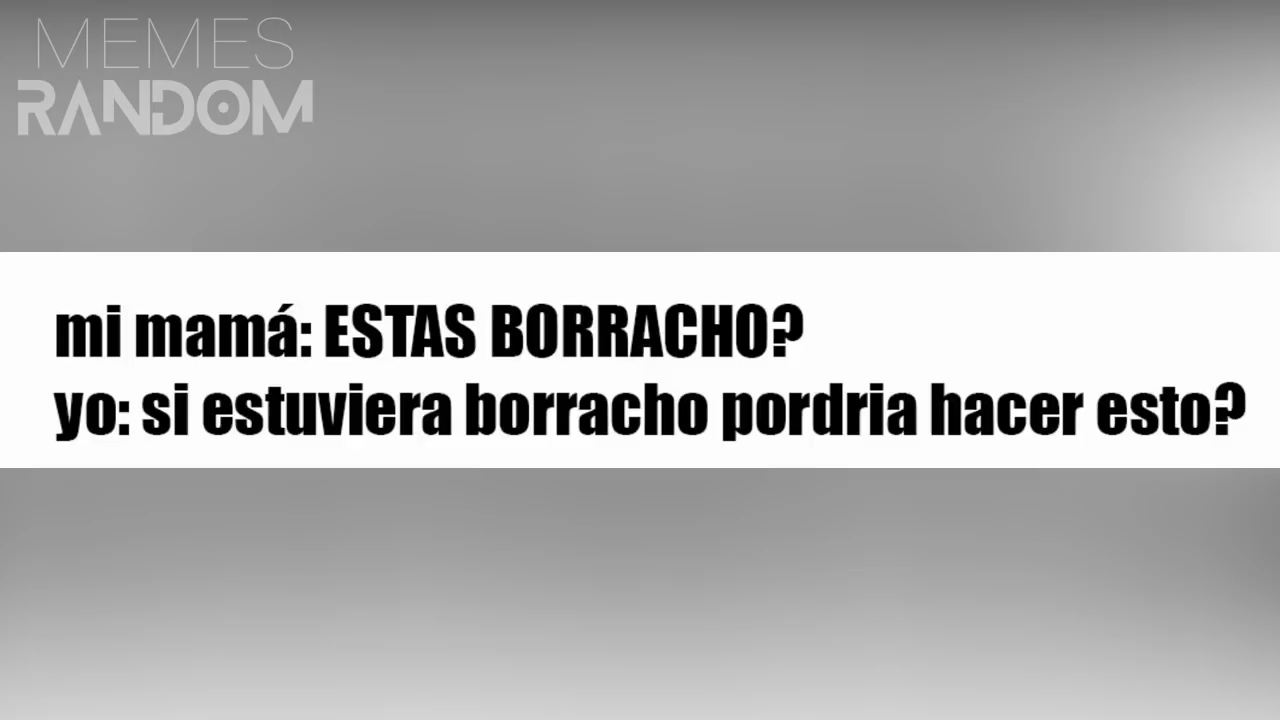 MEMES
RANDOM
mi mamá: ESTAS BORRACHO?
yo: si estuviera borracho pordria hacer esto?